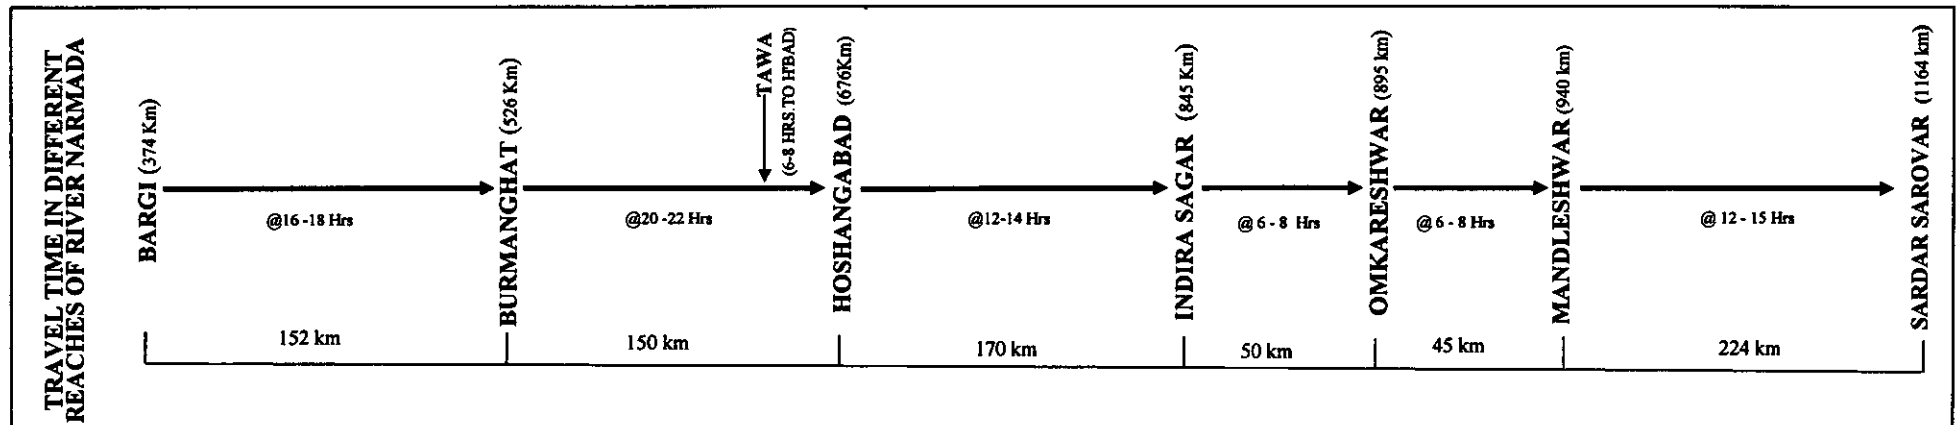 TRAVEL TIME IN DIFFERENT
REACHES OF RIVER NARMADA
BARGI (374 Km)
@16 -18 Hrs
BURMANGHAT (526 Km)
@20 -22 Hrs
TAWA
(6-8 HRS.TO H'BAD)
HOSHANGABAD (676Km)
@12-14 Hrs
INDIRA SAGAR (845 Km)
@ 6 - 8 Hrs
OMKARESHWAR (895 km)
@ 6 - 8 Hrs
MANDLESHWAR (940 km)
@ 12 - 15 Hrs
SARDAR SAROVAR (1164 km)
152 km
150 km
170 km
50 km
45 km
224 km